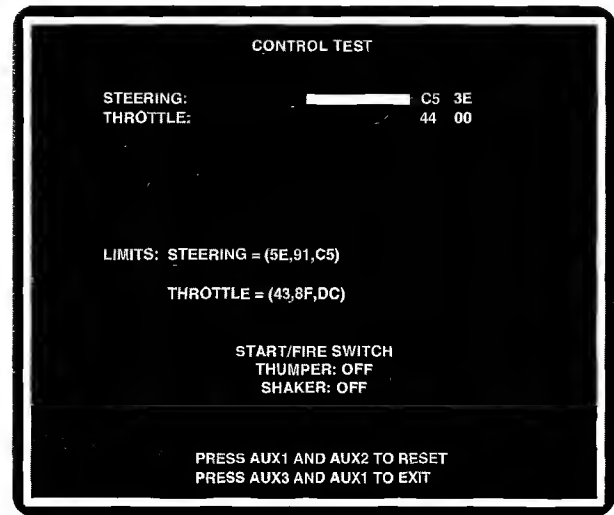 CONTROL TEST
STEERING: C5 3E
THROTTLE: 44 00
LIMITS: STEERING = (5E,91,C5)
THROTTLE = (43,8F,DC)
START/FIRE SWITCH
THUMPER: OFF
SHAKER: OFF
PRESS AUX1 AND AUX2 TO RESET
PRESS AUX3 AND AUX1 TO EXIT